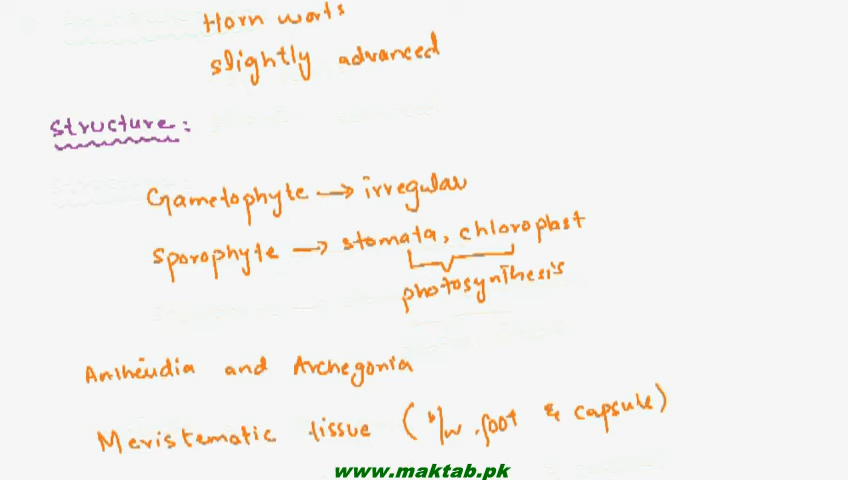 Horn worts
slightly advanced
Structure:
Gametophyte → irregular
Sporophyte → stomata, chloroplast
photosynthesis
Antheridia and Archegonia
Meristematic tissue (b/w foot & capsule)
www.maktab.pk